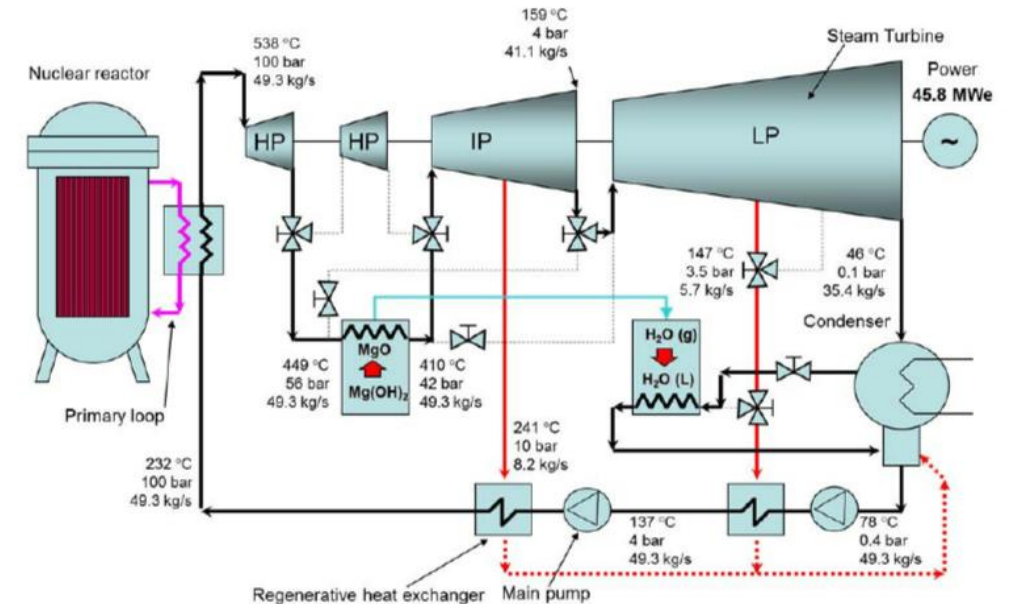 159 °C
4 bar
41.1 kg/s
538 °C
100 bar
49.3 kg/s
Steam Turbine
Nuclear reactor
Power
45.8 MWe
HP
HP
IP
LP
~
147 °C
3.5 bar
5.7 kg/s
46 °C
0.1 bar
35.4 kg/s
Condenser
MgO
Mg(OH)₂
H₂O (g)
H₂O (L)
449 °C
56 bar
49.3 kg/s
410 °C
42 bar
49.3 kg/s
Primary loop
241 °C
10 bar
8.2 kg/s
232 °C
100 bar
49.3 kg/s
137 °C
4 bar
49.3 kg/s
78 °C
0.4 bar
49.3 kg/s
Regenerative heat exchanger
Main pump